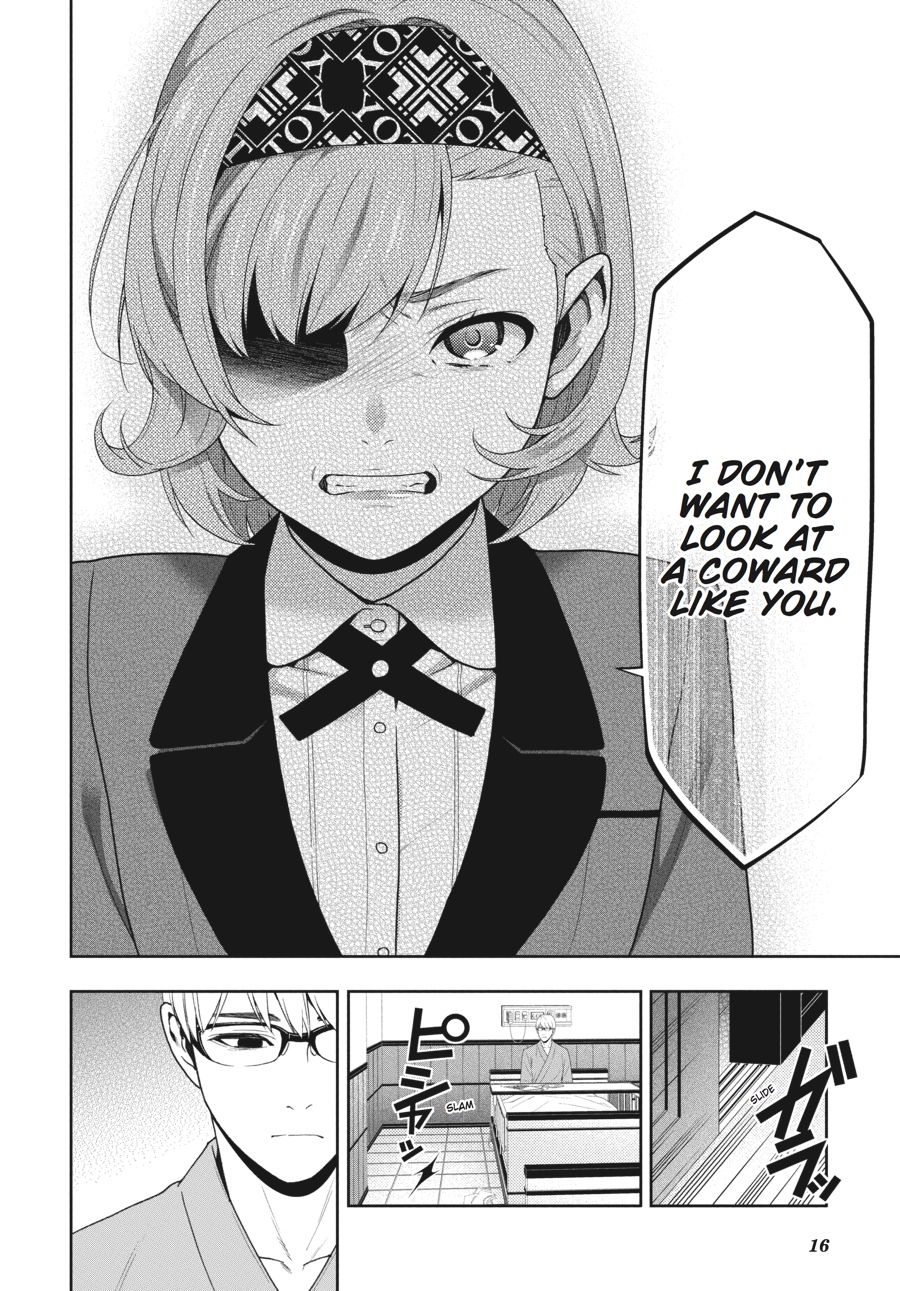 I DON'T
WANT TO
LOOK AT
A COWARD
LIKE YOU.
ガラッ
SLIDE
ピシャッ
SLAM
16